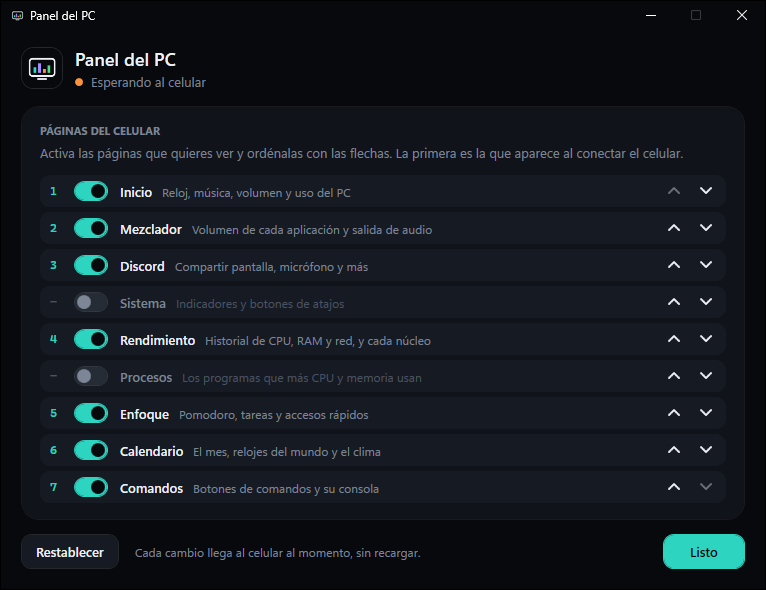 Panel del PC
Panel del PC
Esperando al celular
PÁGINAS DEL CELULAR
Activa las páginas que quieres ver y ordénalas con las flechas. La primera es la que aparece al conectar el celular.
1 Inicio Reloj, música, volumen y uso del PC
2 Mezclador Volumen de cada aplicación y salida de audio
3 Discord Compartir pantalla, micrófono y más
– Sistema Indicadores y botones de atajos
4 Rendimiento Historial de CPU, RAM y red, y cada núcleo
– Procesos Los programas que más CPU y memoria usan
5 Enfoque Pomodoro, tareas y accesos rápidos
6 Calendario El mes, relojes del mundo y el clima
7 Comandos Botones de comandos y su consola
Restablecer Cada cambio llega al celular al momento, sin recargar. Listo